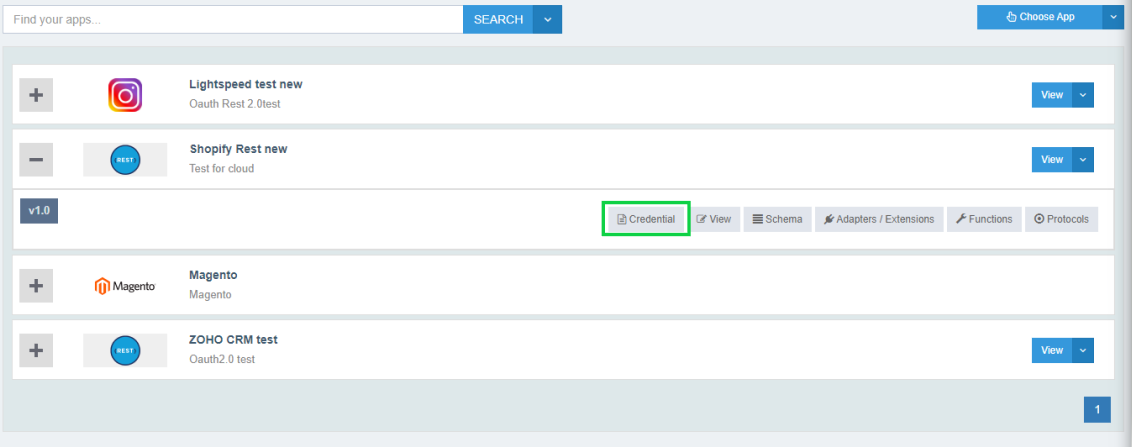 Find your apps...
SEARCH
Choose App
Lightspeed test new
Oauth Rest 2.0test
View
REST
Shopify Rest new
Test for cloud
View
v1.0
Credential
View
Schema
Adapters / Extensions
Functions
Protocols
Magento
Magento
Magento
REST
ZOHO CRM test
Oauth2.0 test
View
1